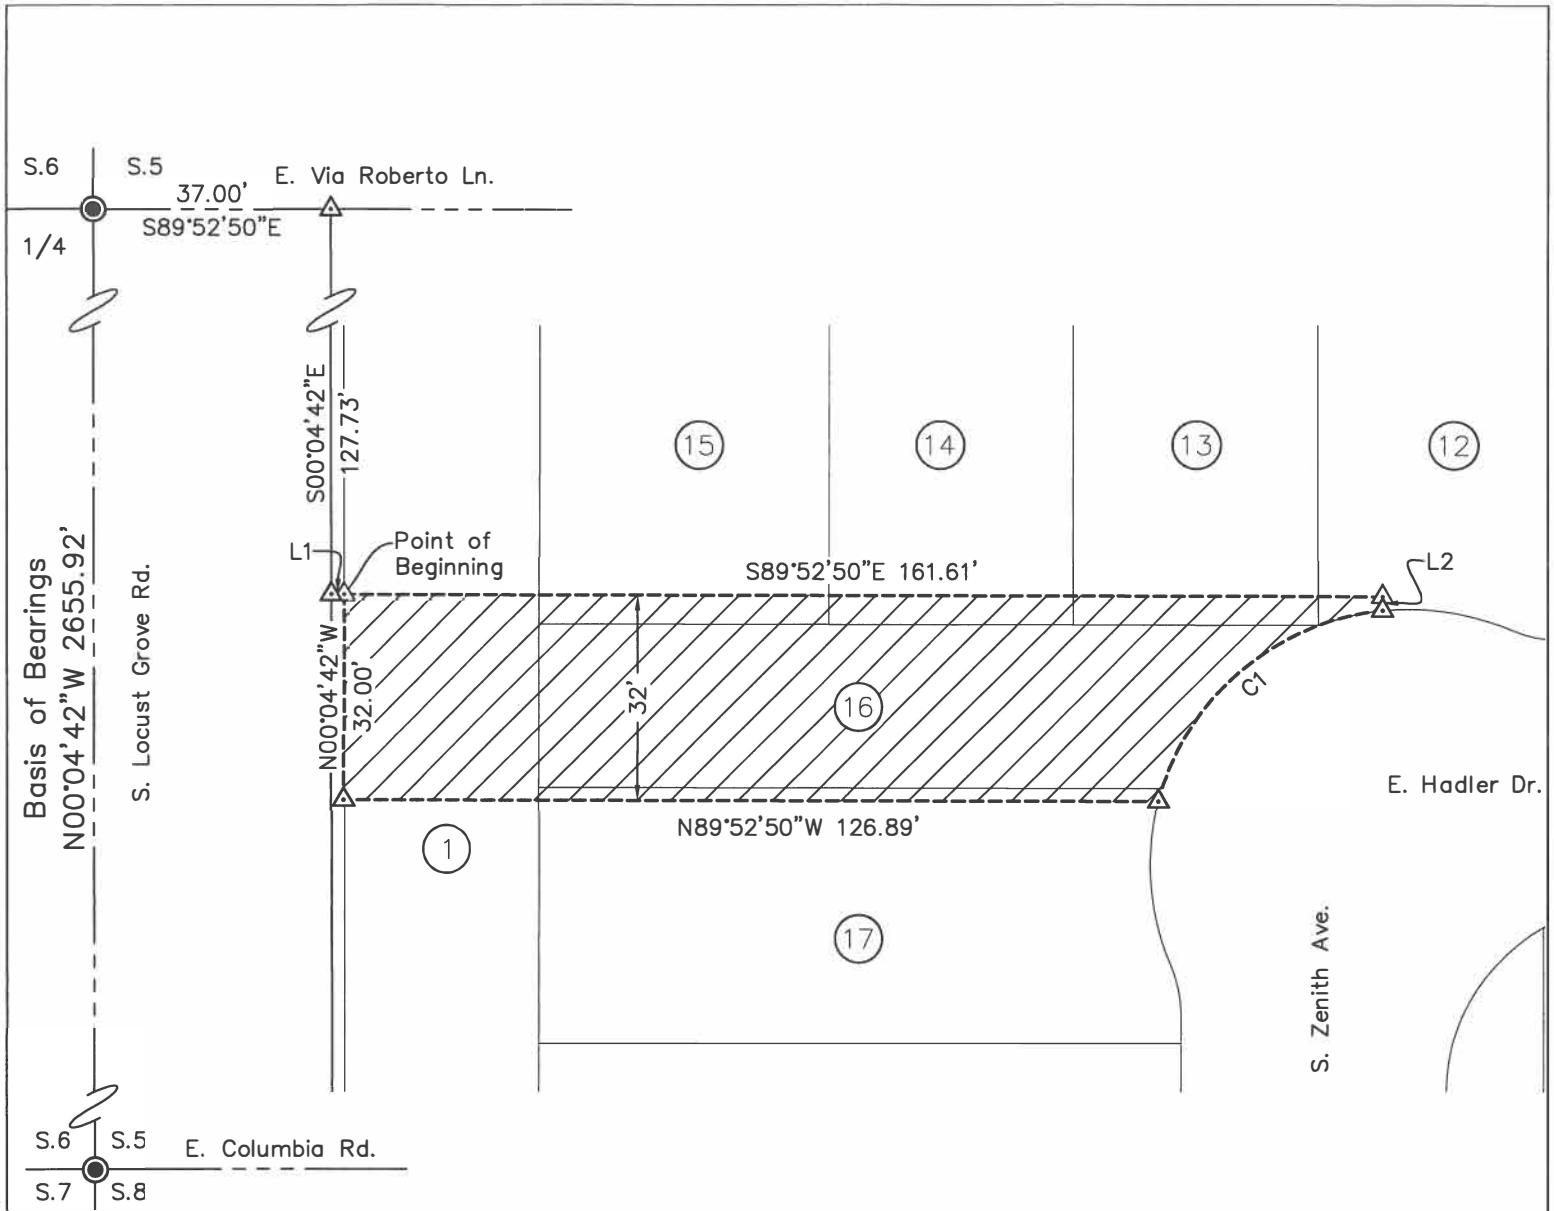 S.6
S.5
37.00'
E. Via Roberto Ln.
S89°52'50"E
1/4
S00°04'42"E
127.73'
15
14
13
12
L1
Point of
Beginning
S89°52'50"E 161.61'
L2
Basis of Bearings
N00°04'42"W 2655.92'
S. Locust Grove Rd.
N00°04'42"W
32.00'
32'
16
C1
E. Hadler Dr.
N89°52'50"W 126.89'
1
17
S. Zenith Ave.
S.6
S.5
E. Columbia Rd.
S.7
S.8